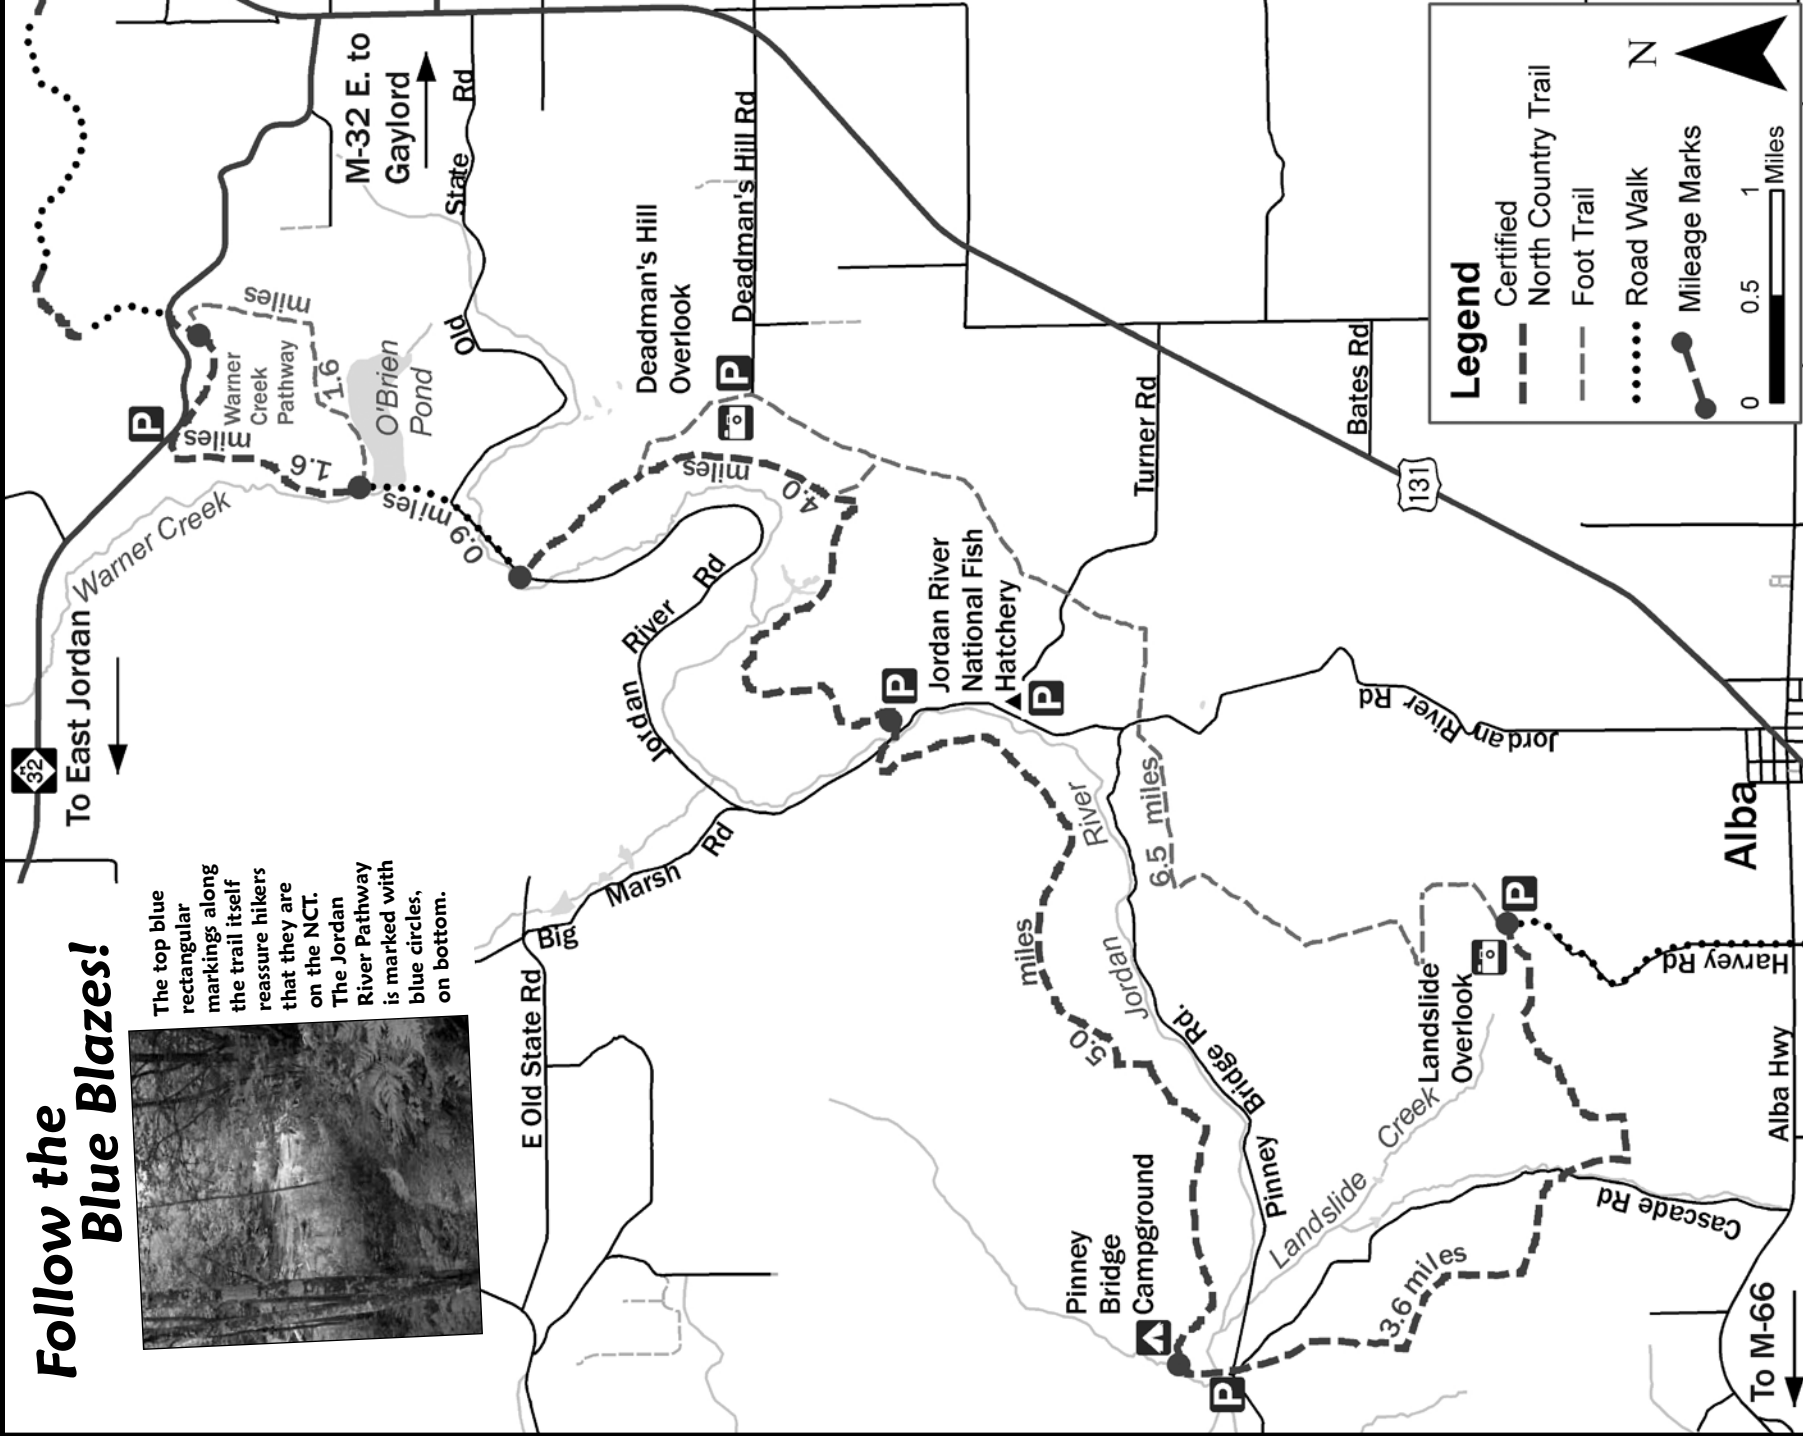 Follow the
Blue Blazes!
The top blue
rectangular
markings along
the trail itself
reassure hikers
that they are
on the NCT.
The Jordan
River Pathway
is marked with
blue circles,
on bottom.
M-32
To East Jordan
Warner Creek
P
1.6 miles
Warner
Creek
Pathway
1.6 miles
O'Brien
Pond
0.9 miles
M-32 E. to
Gaylord
Old State Rd
Deadman's Hill
Overlook
P
Deadman's Hill Rd
4.0 miles
Jordan River Rd
Big Marsh Rd
E Old State Rd
P
Jordan River
National Fish
Hatchery
P
Turner Rd
Bates Rd
131
Jordan River Rd
Jordan River
6.5 miles
5.0 miles
Pinney Bridge Rd.
Pinney
Bridge
Campground
P
Landslide Creek
3.6 miles
Cascade Rd
Landslide
Overlook
P
Harvey Rd
Alba
Alba Hwy
To M-66
Legend
Certified
North Country Trail
Foot Trail
Road Walk
Mileage Marks
0 0.5 1 Miles
N